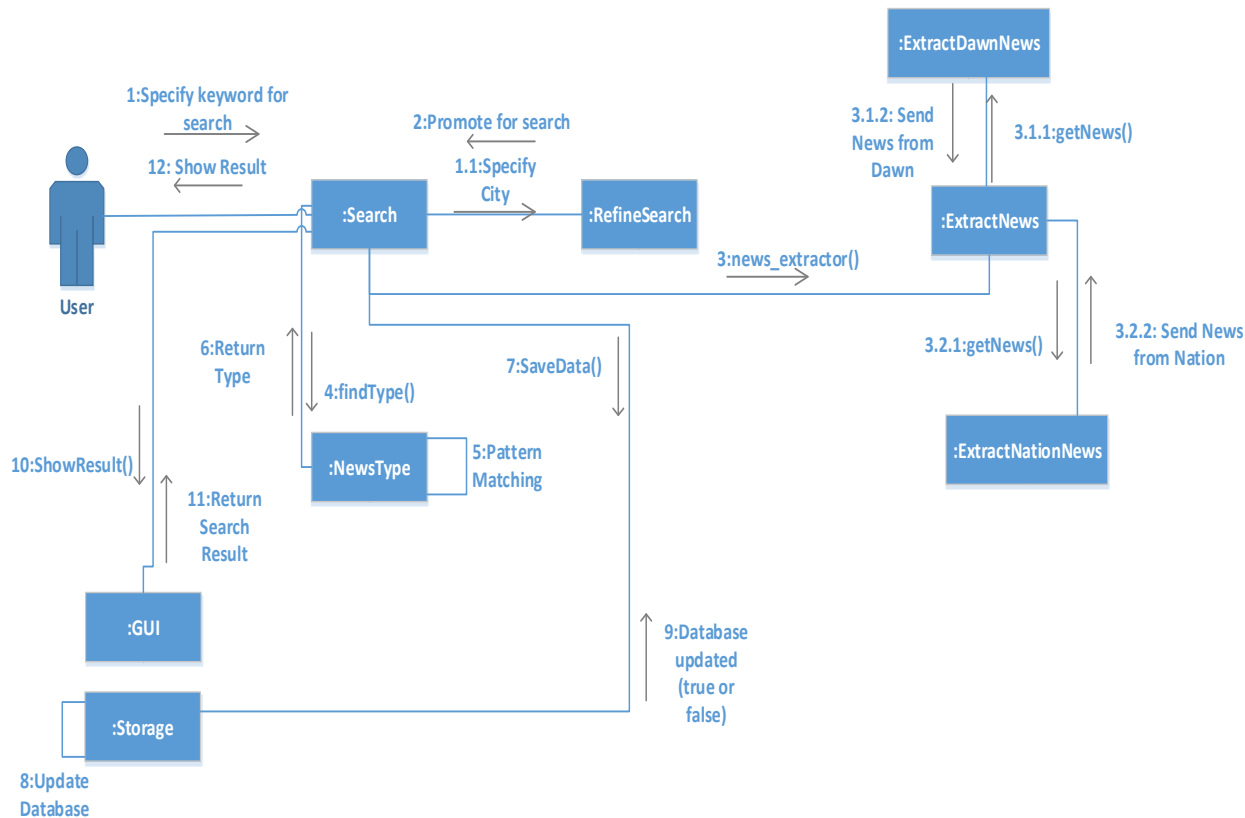 :ExtractDawnNews
1:Specify keyword for
search
2:Promote for search
3.1.2: Send
News from
Dawn
3.1.1:getNews()
12: Show Result
1.1:Specify
City
:Search
:RefineSearch
:ExtractNews
User
3:news_extractor()
6:Return
Type
4:findType()
7:SaveData()
3.2.1:getNews()
3.2.2: Send News
from Nation
10:ShowResult()
:NewsType
5:Pattern
Matching
:ExtractNationNews
11:Return
Search
Result
:GUI
9:Database
updated
(true or
false)
:Storage
8:Update
Database